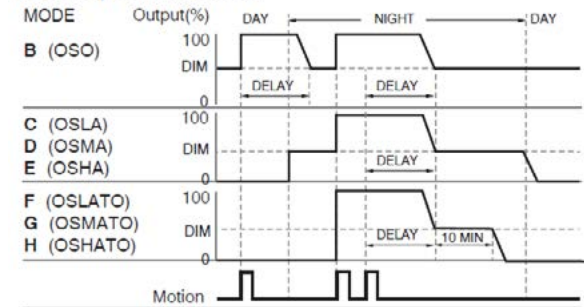 MODE Output(%) DAY NIGHT DAY
B (OSO) 100
DIM
DELAY DELAY
0
C (OSLA) 100
D (OSMA) DIM
E (OSHA) DELAY
0
F (OSLATO) 100
G (OSMATO) DIM DELAY 10 MIN
H (OSHATO) 0
Motion